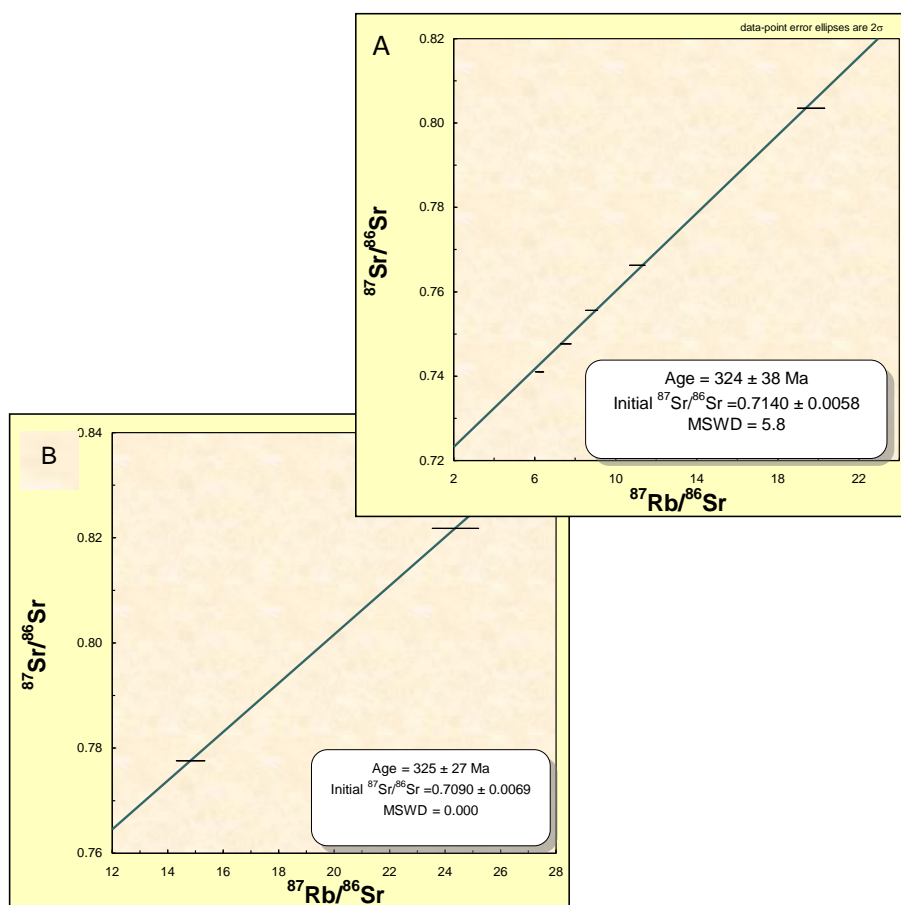 A
data-point error ellipses are 2σ
0.82
0.80
0.78
0.76
0.74
0.72
⁸⁷Sr/⁸⁶Sr
Age = 324 ± 38 Ma
Initial ⁸⁷Sr/⁸⁶Sr =0.7140 ± 0.0058
MSWD = 5.8
2 6 10 14 18 22
⁸⁷Rb/⁸⁶Sr
B
0.84
0.82
0.80
0.78
0.76
⁸⁷Sr/⁸⁶Sr
Age = 325 ± 27 Ma
Initial ⁸⁷Sr/⁸⁶Sr =0.7090 ± 0.0069
MSWD = 0.000
12 14 16 18 20 22 24 26 28
⁸⁷Rb/⁸⁶Sr